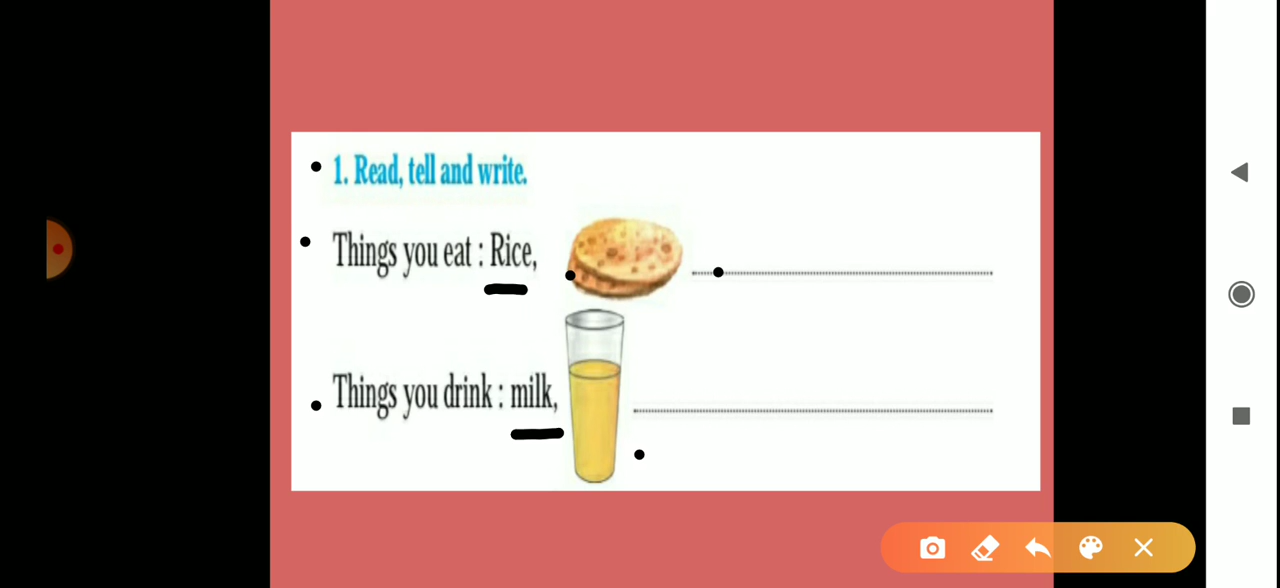 1. Read, tell and write.
Things you eat : Rice,
Things you drink : milk,